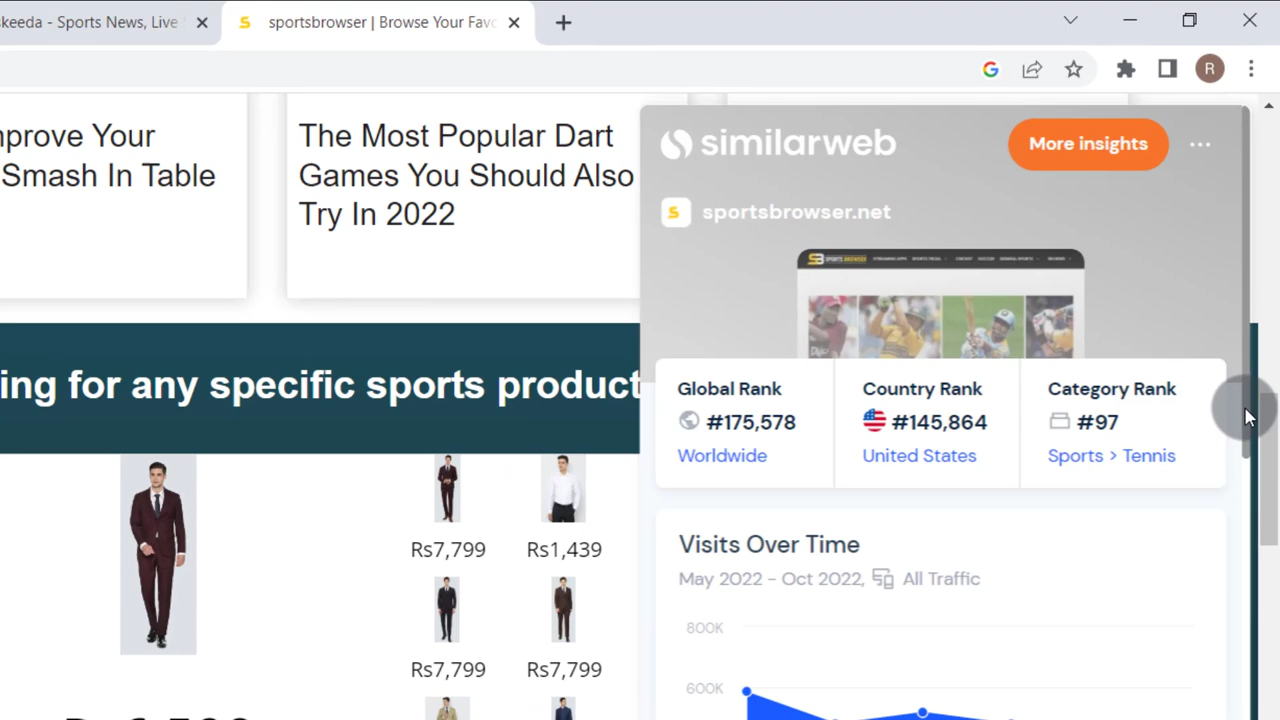 skeeda - Sports News, Live
sportsbrowser | Browse Your Favo
R
mprove Your
Smash In Table
The Most Popular Dart
Games You Should Also
Try In 2022
similarweb
More insights
sportsbrowser.net
Global Rank
#175,578
Worldwide
Country Rank
#145,864
United States
Category Rank
#97
Sports > Tennis
ing for any specific sports product
Rs7,799
Rs1,439
Rs7,799
Rs7,799
Visits Over Time
May 2022 - Oct 2022, All Traffic
800K
600K